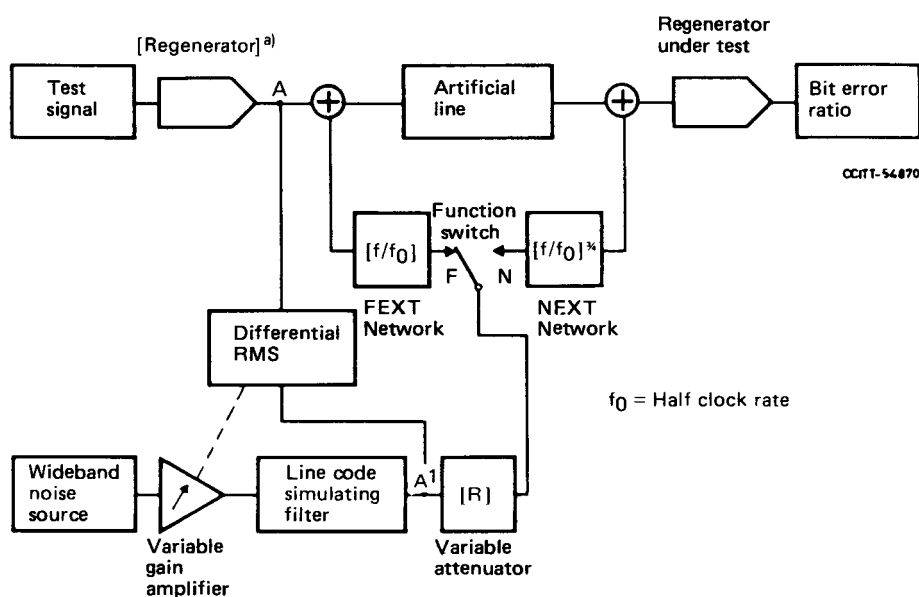 [Regenerator]a)
Regenerator
under test
Test
signal
A
Artificial
line
Bit error
ratio
CCITT-54870
Function
switch
[f/f0]
F
N
[f/f0]¾
FEXT
Network
NEXT
Network
Differential
RMS
f0 = Half clock rate
Wideband
noise
source
Line code
simulating
filter
A1
[R]
Variable
gain
amplifier
Variable
attenuator